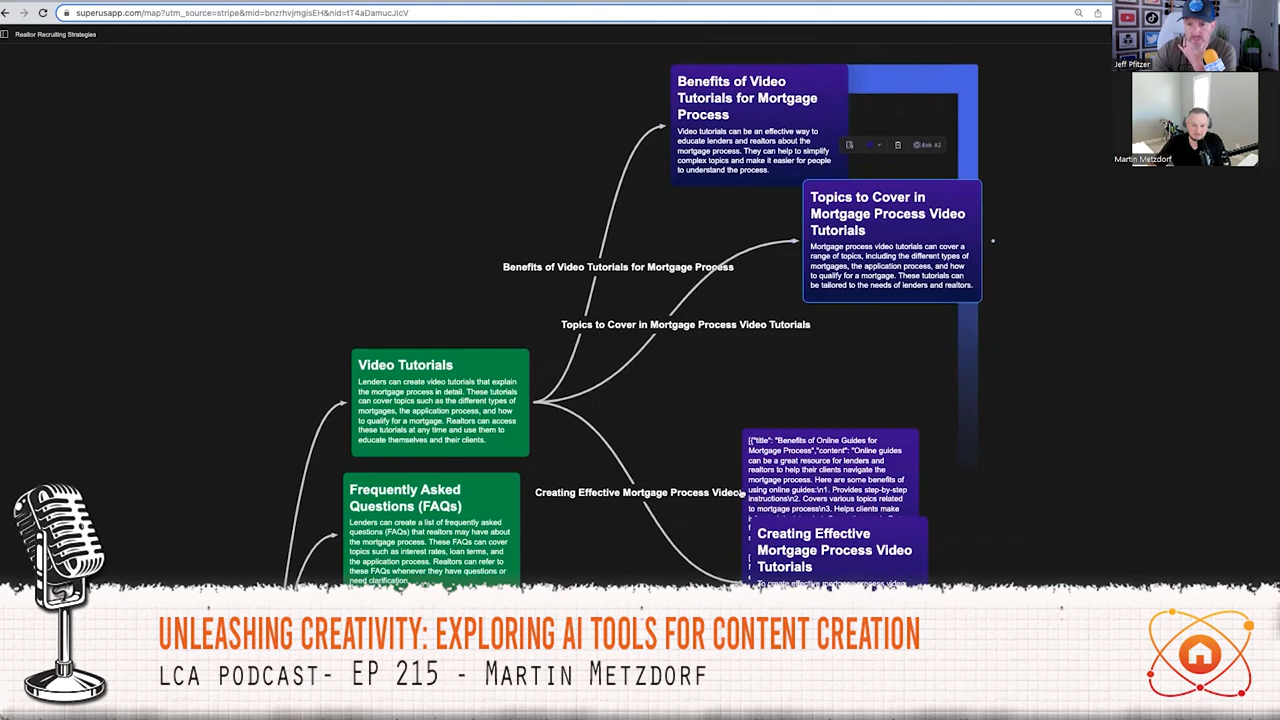 superusapp.com/map?utm_source=stripe&mid=bnzrhvjmgisEH&nid=tT4aDamucJIcV
Realtor Recruiting Strategies
Jeff Pfitzer
Martin Metzdorf
Benefits of Video
Tutorials for Mortgage
Process
Video tutorials can be an effective way to
educate lenders and realtors about the
mortgage process. They can help to simplify
complex topics and make it easier for people
to understand the process.
Ask AI
Topics to Cover in
Mortgage Process Video
Tutorials
Mortgage process video tutorials can cover a
range of topics, including the different types of
mortgages, the application process, and how
to qualify for a mortgage. These tutorials can
be tailored to the needs of lenders and realtors.
Benefits of Video Tutorials for Mortgage Process
Topics to Cover in Mortgage Process Video Tutorials
Video Tutorials
Lenders can create video tutorials that explain
the mortgage process in detail. These tutorials
can cover topics such as the different types of
mortgages, the application process, and how
to qualify for a mortgage. Realtors can access
these tutorials at any time and use them to
educate themselves and their clients.
Frequently Asked
Questions (FAQs)
Lenders can create a list of frequently asked
questions (FAQs) that realtors may have about
the mortgage process. These FAQs can cover
topics such as interest rates, loan terms, and
the application process. Realtors can refer to
these FAQs whenever they have questions or
need clarification.
Creating Effective Mortgage Process Video
[{"title": "Benefits of Online Guides for
Mortgage Process","content": "Online guides
can be a great resource for lenders and
realtors to help their clients navigate the
mortgage process. Here are some benefits of
using online guides:\n1. Provides step-by-step
instructions\n2. Covers various topics related
to mortgage process\n3. Helps clients make
Creating Effective
Mortgage Process Video
Tutorials
To create effective mortgage process video
UNLEASHING CREATIVITY: EXPLORING AI TOOLS FOR CONTENT CREATION
LCA PODCAST- EP 215 - MARTIN METZDORF